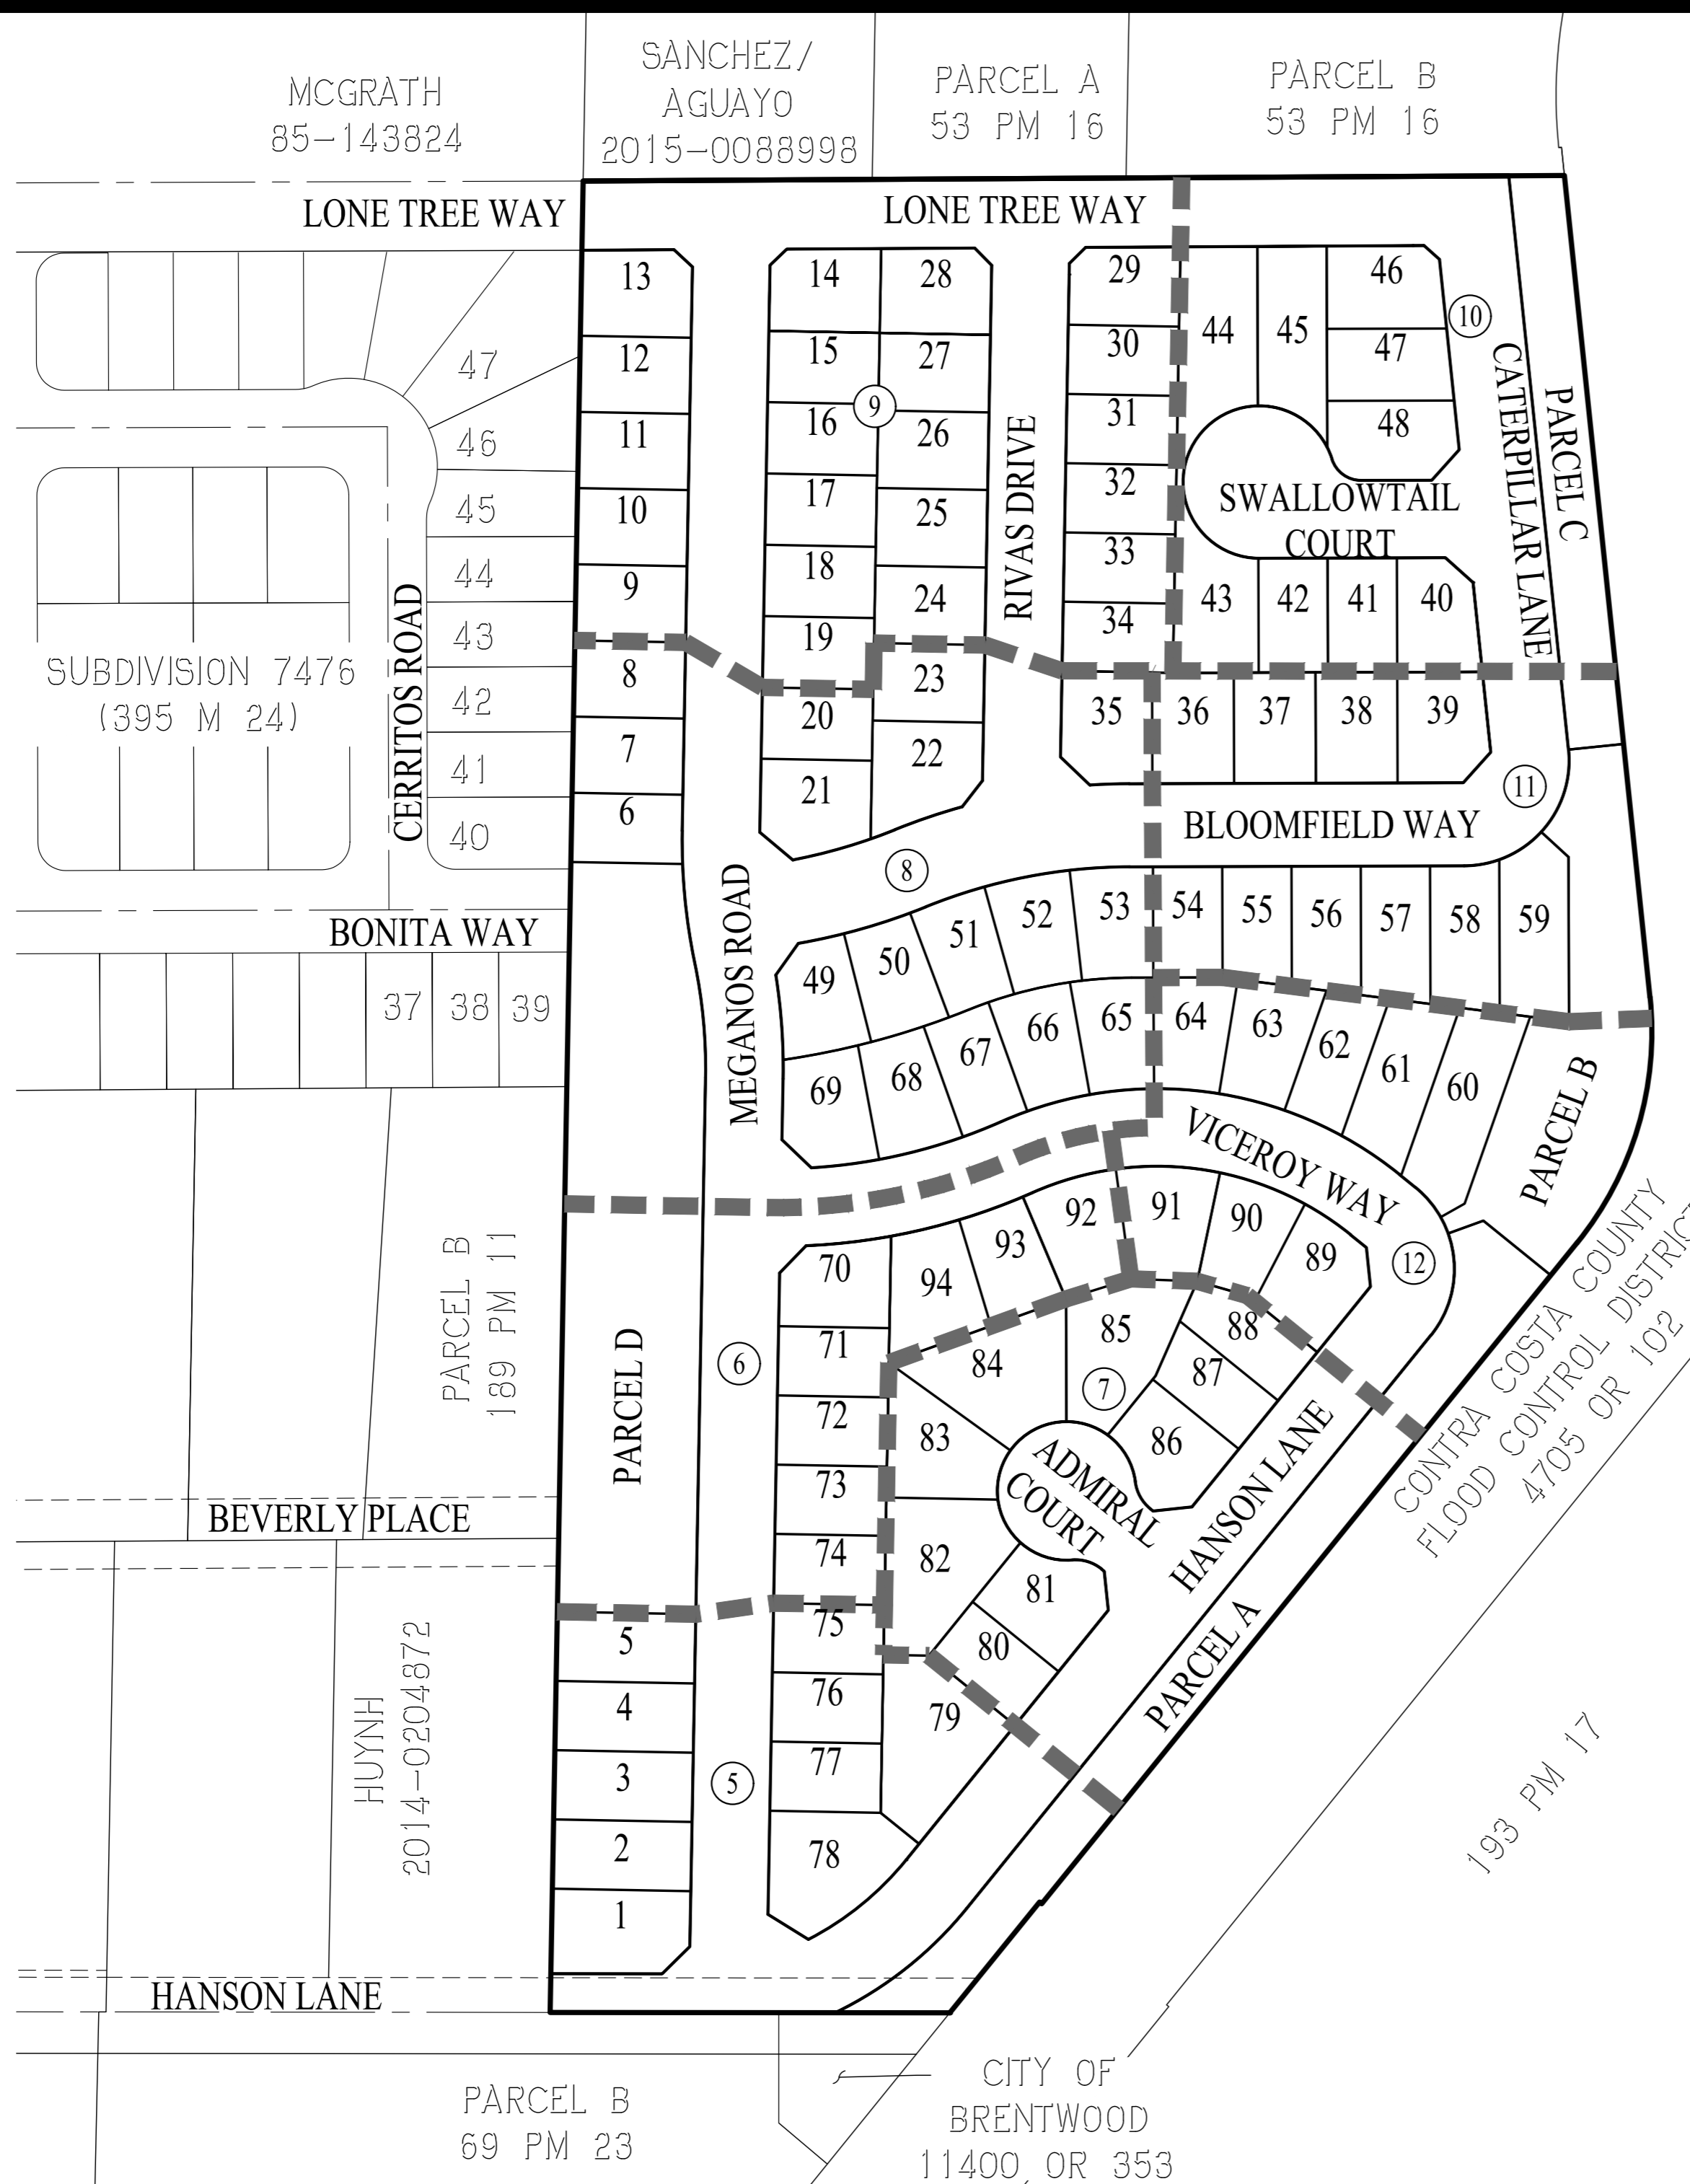 MCGRATH
85-143824
SANCHEZ/
AGUAYO
2015-0088998
PARCEL A
53 PM 16
PARCEL B
53 PM 16
LONE TREE WAY
LONE TREE WAY
13
14
28
29
44
45
46
10
12
15
27
30
47
47
9
11
16
26
31
48
46
CATERPILLAR LANE
PARCEL C
RIVAS DRIVE
10
17
25
32
SWALLOWTAIL
COURT
45
9
18
24
33
43
42
41
40
44
CERRITOS ROAD
19
34
43
SUBDIVISION 7476
(395 M 24)
8
23
42
20
35
36
37
38
39
7
22
41
21
11
6
40
BLOOMFIELD WAY
8
BONITA WAY
MEGANOS ROAD
49
50
51
52
53
54
55
56
57
58
59
37
38
39
69
68
67
66
65
64
63
62
61
60
PARCEL B
VICEROY WAY
PARCEL B
189 PM 11
70
94
93
92
91
90
89
12
CONTRA COSTA COUNTY
FLOOD CONTROL DISTRICT
4705 OR 102
71
84
85
88
6
PARCEL D
7
87
72
83
86
73
ADMIRAL
COURT
HANSON LANE
BEVERLY PLACE
74
82
81
75
80
5
PARCEL A
76
79
4
HUYNH
2014-0204872
77
3
5
193 PM 17
78
2
1
HANSON LANE
PARCEL B
69 PM 23
CITY OF
BRENTWOOD
11400 OR 353